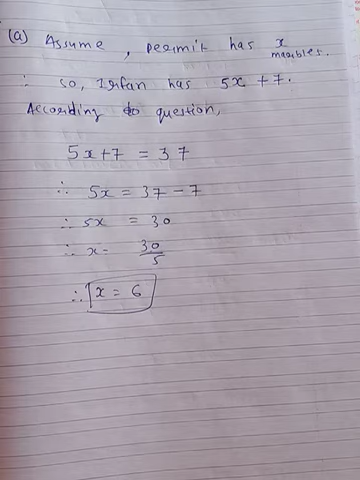 (a) Assume, permit has x marbles.
∴ so, Irfan has 5x + 7.
According to question,
5x + 7 = 37
∴ 5x = 37 - 7
∴ 5x = 30
∴ x = 30/5
∴ x = 6